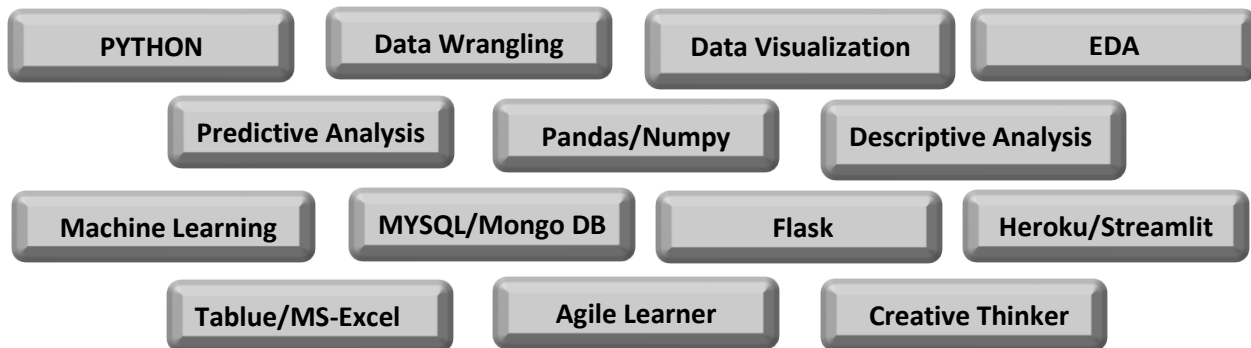 PYTHON
Data Wrangling
Data Visualization
EDA
Predictive Analysis
Pandas/Numpy
Descriptive Analysis
Machine Learning
MYSQL/Mongo DB
Flask
Heroku/Streamlit
Tablue/MS-Excel
Agile Learner
Creative Thinker